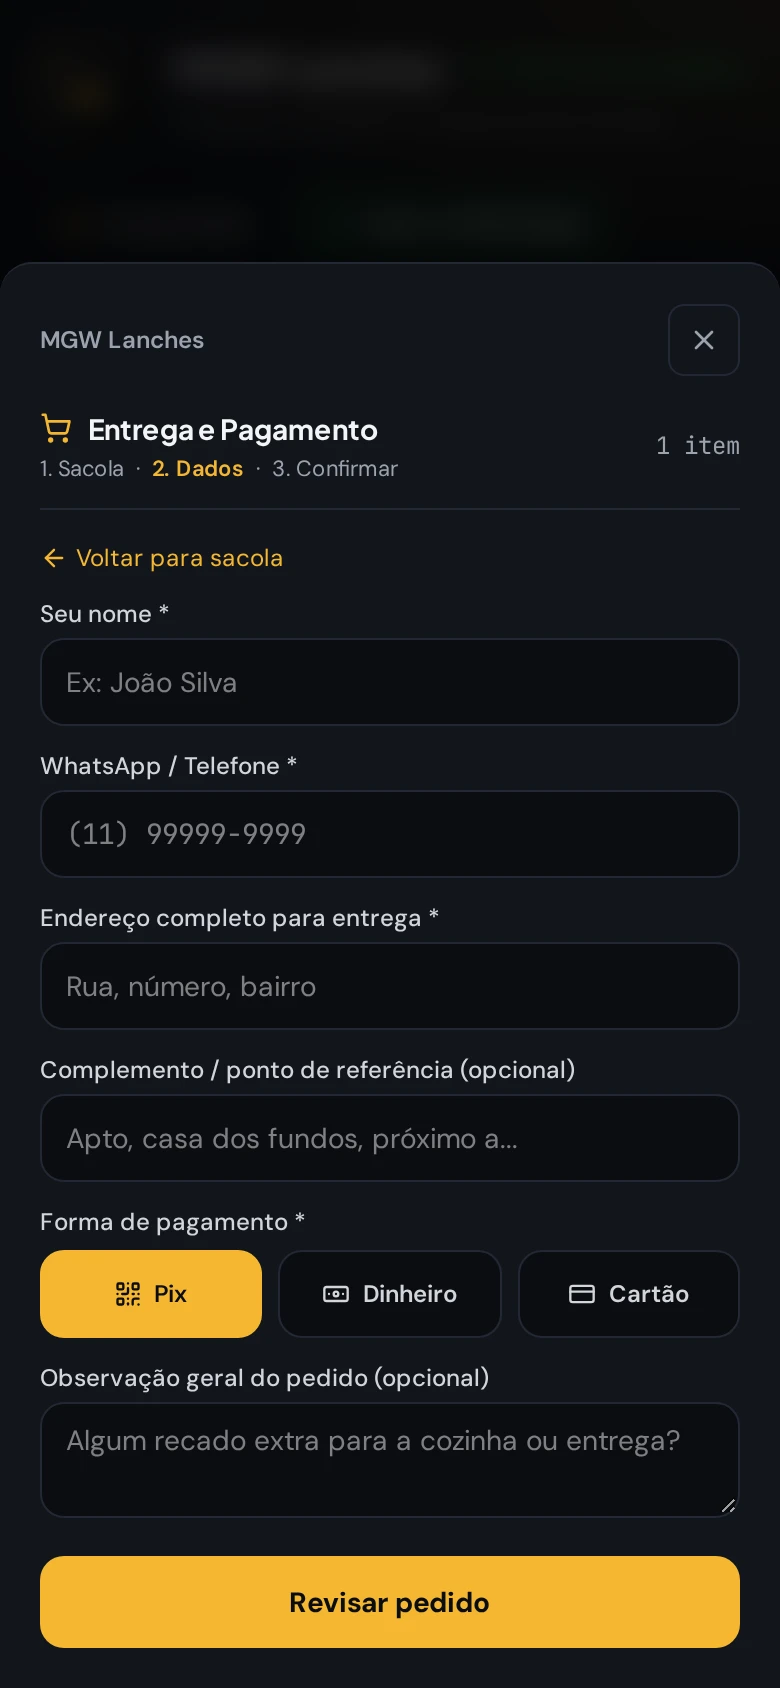 MGW Lanches
Entrega e Pagamento
1. Sacola · 2. Dados · 3. Confirmar
1 item
← Voltar para sacola
Seu nome *
Ex: João Silva
WhatsApp / Telefone *
(11) 99999-9999
Endereço completo para entrega *
Rua, número, bairro
Complemento / ponto de referência (opcional)
Apto, casa dos fundos, próximo a...
Forma de pagamento *
Pix
Dinheiro
Cartão
Observação geral do pedido (opcional)
Algum recado extra para a cozinha ou entrega?
Revisar pedido